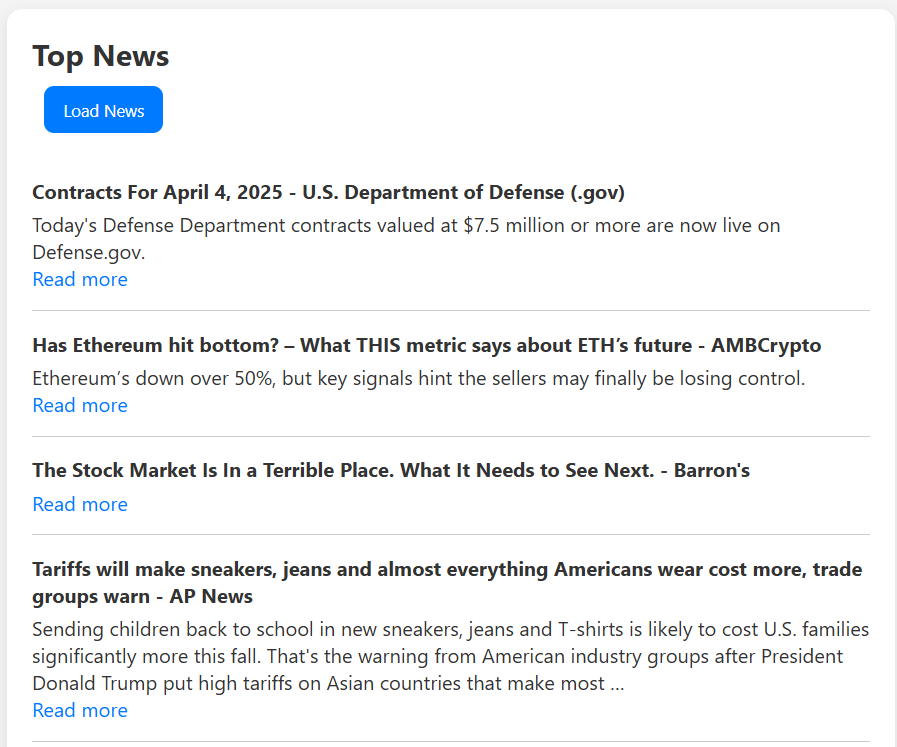 Top News
Load News
Contracts For April 4, 2025 - U.S. Department of Defense (.gov)
Today's Defense Department contracts valued at $7.5 million or more are now live on
Defense.gov.
Read more
Has Ethereum hit bottom? – What THIS metric says about ETH’s future - AMBCrypto
Ethereum’s down over 50%, but key signals hint the sellers may finally be losing control.
Read more
The Stock Market Is In a Terrible Place. What It Needs to See Next. - Barron's
Read more
Tariffs will make sneakers, jeans and almost everything Americans wear cost more, trade
groups warn - AP News
Sending children back to school in new sneakers, jeans and T-shirts is likely to cost U.S. families
significantly more this fall. That's the warning from American industry groups after President
Donald Trump put high tariffs on Asian countries that make most …
Read more